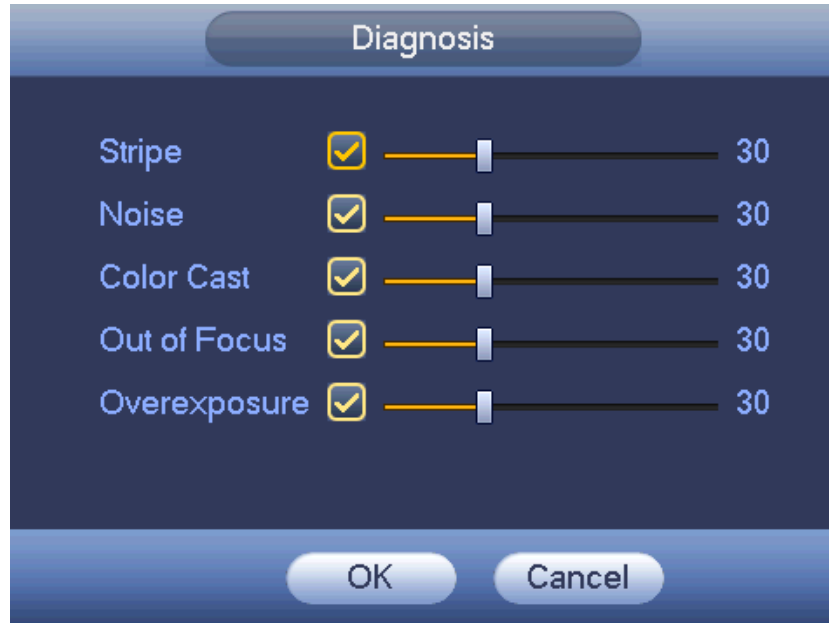 Diagnosis
Stripe 30
Noise 30
Color Cast 30
Out of Focus 30
Overexposure 30
OK Cancel